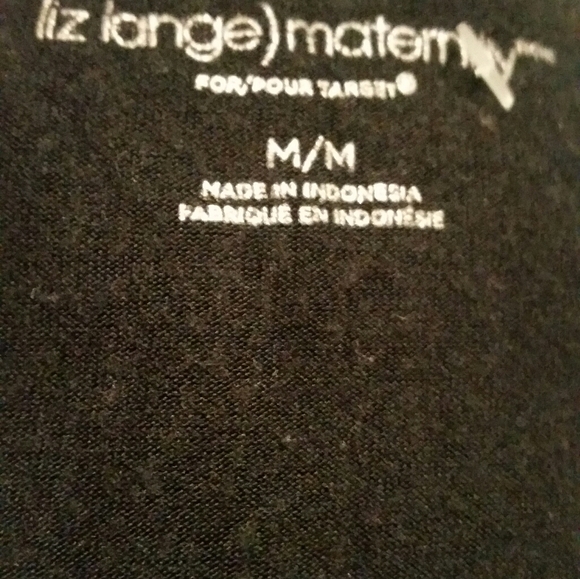 liz lange) maternity
FOR/POUR TARGET®
M/M
MADE IN INDONESIA
FABRIQUÉ EN INDONÉSIE